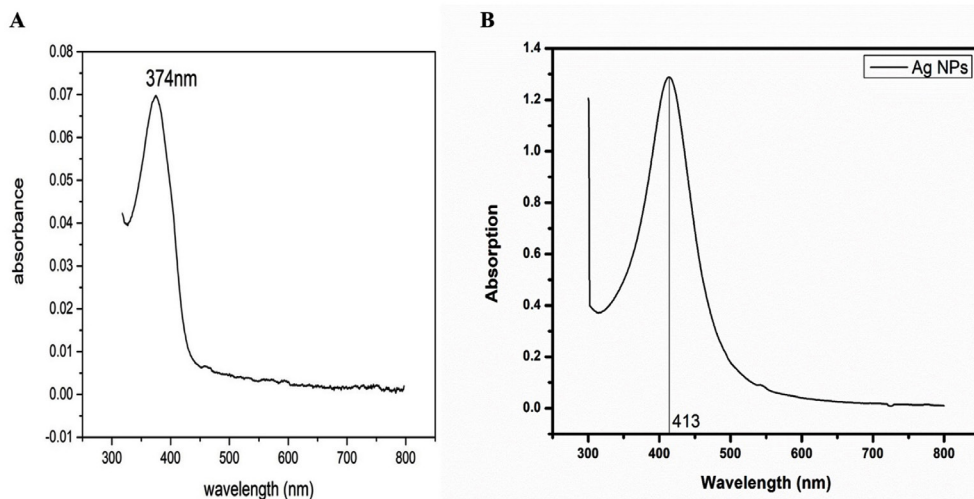 A
0.08
0.07
0.06
0.05
0.04
0.03
0.02
0.01
0.00
-0.01
absorbance
374nm
300 400 500 600 700 800
wavelength (nm)
B
1.4
1.2
1.0
0.8
0.6
0.4
0.2
0.0
Absorption
Ag NPs
413
300 400 500 600 700 800
Wavelength (nm)